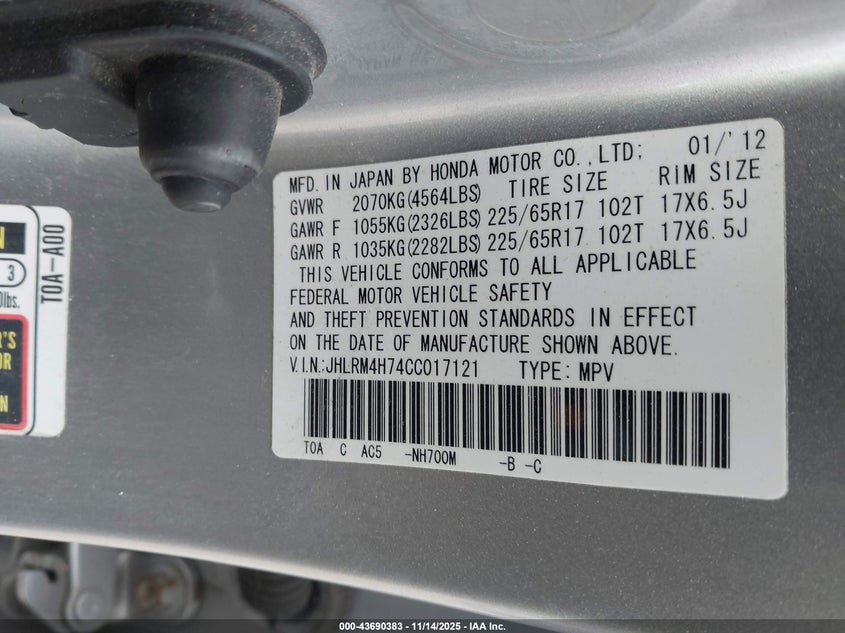 MFD. IN JAPAN BY HONDA MOTOR CO., LTD; 01/'12
GVWR 2070KG(4564LBS) TIRE SIZE RIM SIZE
GAWR F 1055KG(2326LBS) 225/65R17 102T 17X6.5J
GAWR R 1035KG(2282LBS) 225/65R17 102T 17X6.5J
THIS VEHICLE CONFORMS TO ALL APPLICABLE
FEDERAL MOTOR VEHICLE SAFETY
AND THEFT PREVENTION STANDARDS IN EFFECT
ON THE DATE OF MANUFACTURE SHOWN ABOVE.
V.I.N.:JHLRM4H74CC017121 TYPE: MPV
TOA C AC5 -NH700M -B -C
T0A-A00
3
lbs.
000-43690383 - 11/14/2025 - IAA Inc.